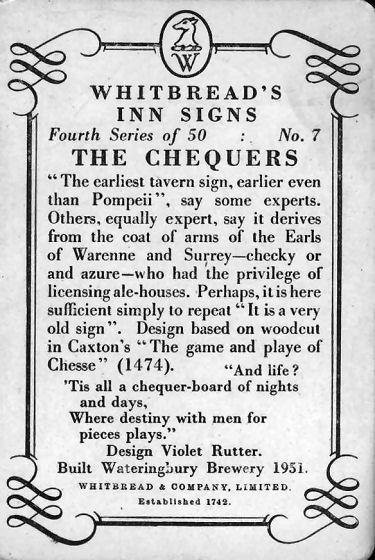 W
WHITBREAD'S
INN SIGNS
Fourth Series of 50 : No. 7
THE CHEQUERS
"The earliest tavern sign, earlier even
than Pompeii", say some experts.
Others, equally expert, say it derives
from the coat of arms of the Earls
of Warenne and Surrey—checky or
and azure—who had the privilege of
licensing ale-houses. Perhaps, it is here
sufficient simply to repeat "It is a very
old sign". Design based on woodcut
in Caxton's "The game and playe of
Chesse" (1474). "And life?
'Tis all a chequer-board of nights
and days,
Where destiny with men for
pieces plays."
Design Violet Rutter.
Built Wateringbury Brewery 1951.
WHITBREAD & COMPANY, LIMITED.
Established 1742.